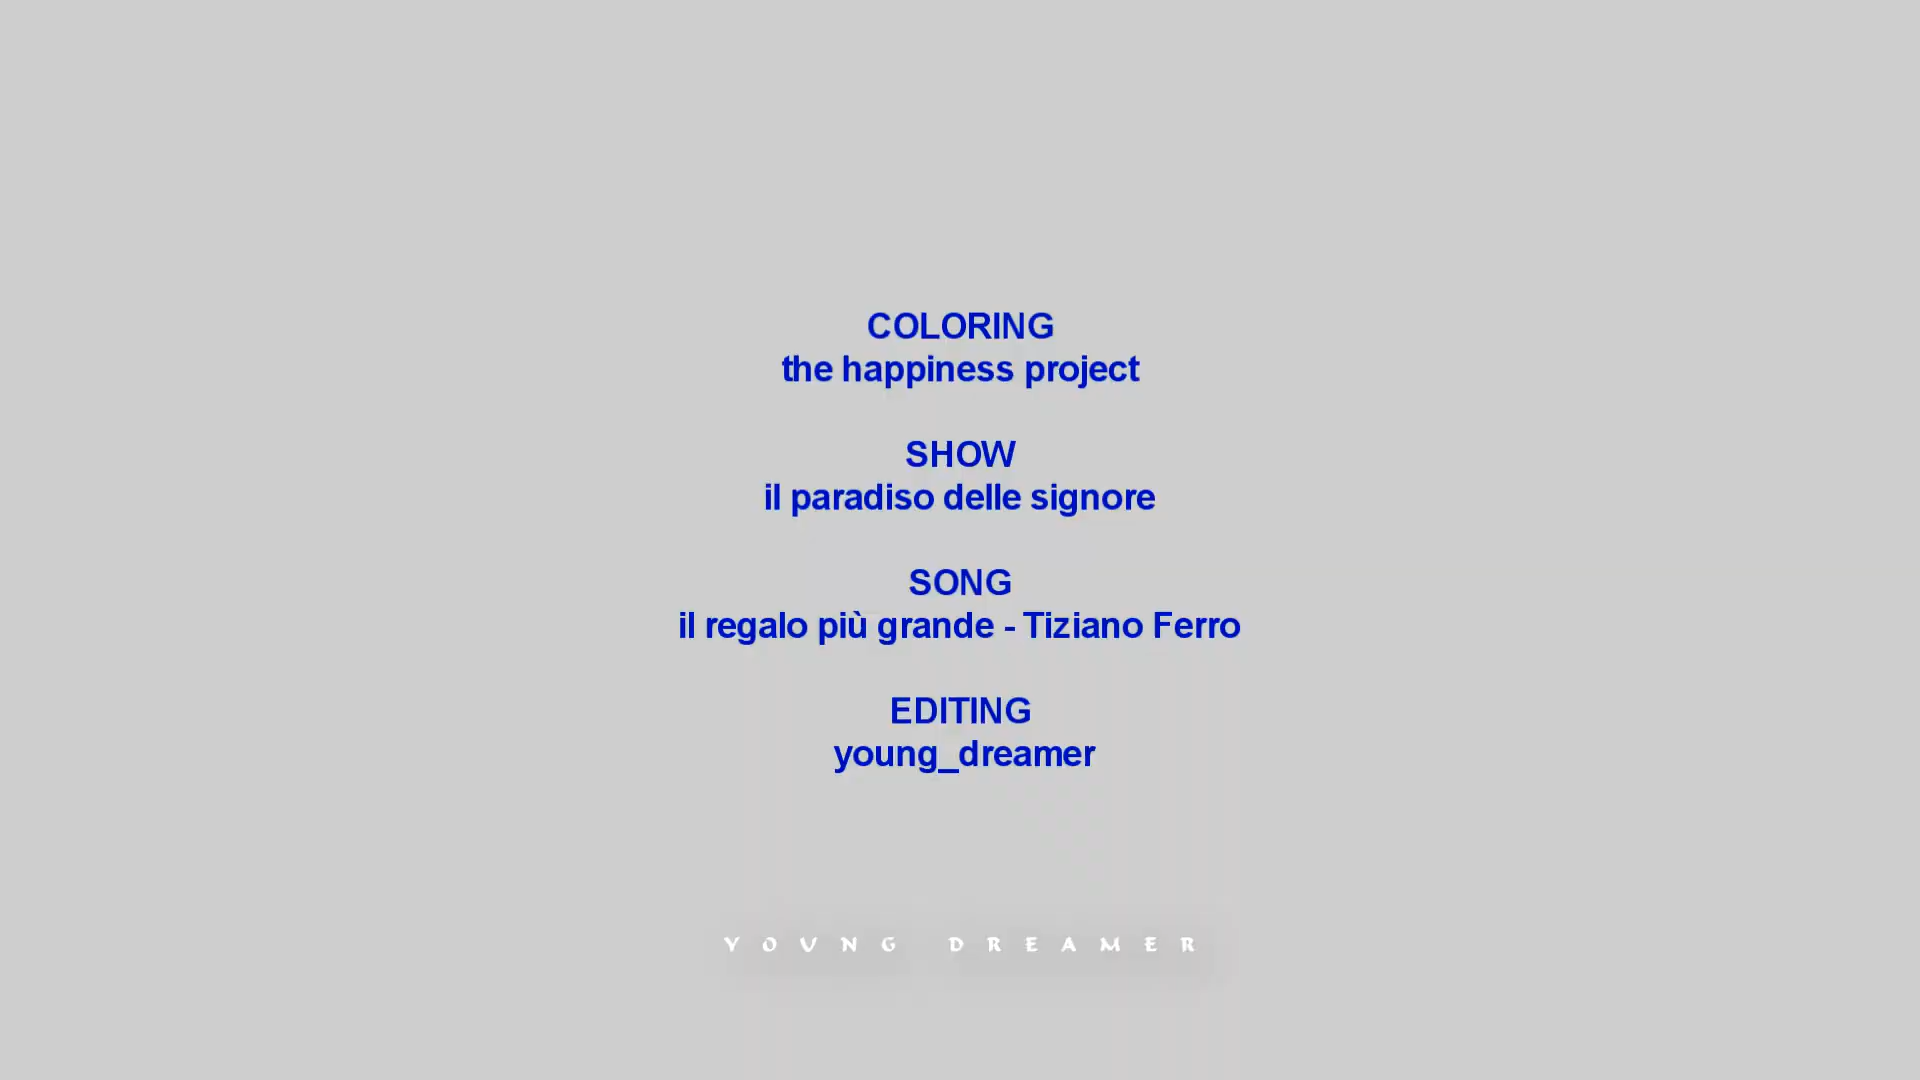 COLORING
the happiness project
SHOW
il paradiso delle signore
SONG
il regalo più grande - Tiziano Ferro
EDITING
young_dreamer
YOUNG DREAMER